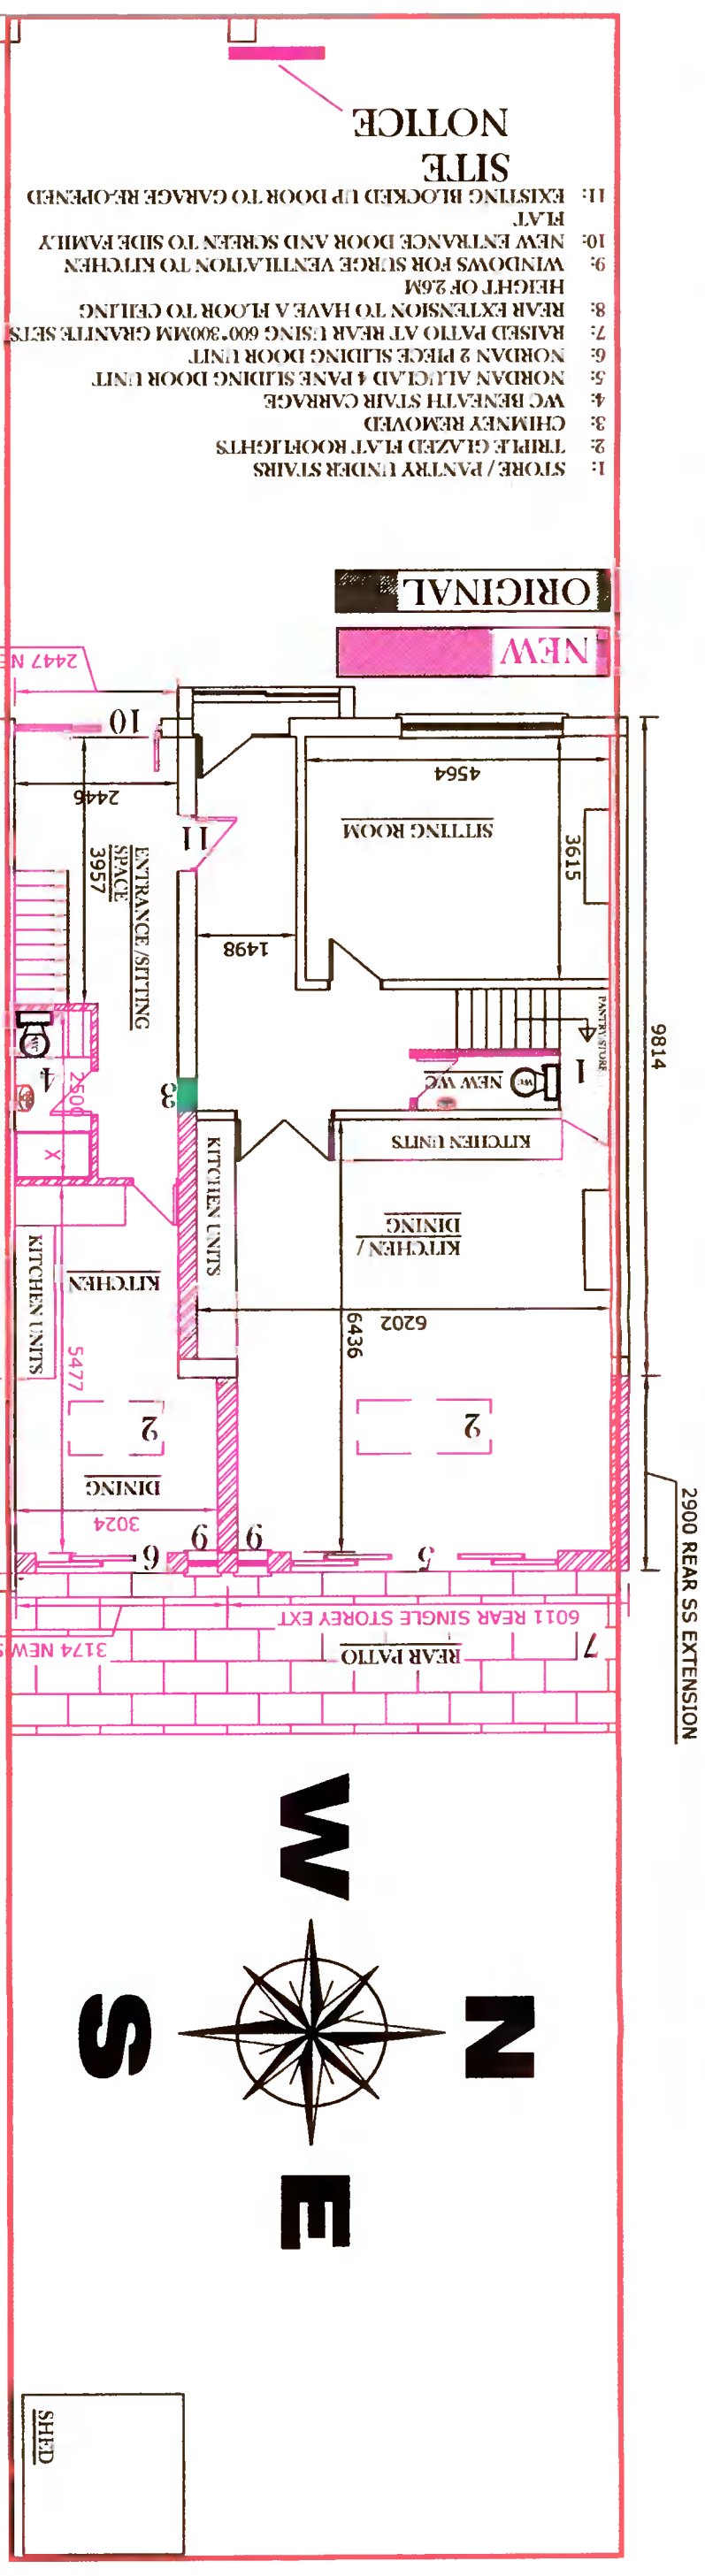 SITE
NOTICE
11: EXISTING BLOCKED UP DOOR TO GARAGE RE-OPENED
10: NEW ENTRANCE DOOR AND SCREEN TO SIDE FAMILY
FLAT
9: WINDOWS FOR SURGE VENTILATION TO KITCHEN
8: REAR EXTENSION TO HAVE A FLOOR TO CEILING
HEIGHT OF 2.6M
7: RAISED PATIO AT REAR USING 600*300MM GRANITE SETS
6: NORDAN 2 PIECE SLIDING DOOR UNIT
5: NORDAN ALUCLAD 4 PANE SLIDING DOOR UNIT
4: WC BENEATH STAIR CARRAGE
3: CHIMNEY REMOVED
2: TRIPLE GLAZED FLAT ROOFLIGHTS
1: STORE / PANTRY UNDER STAIRS
ORIGINAL
NEW
2447 NE
10
2446
3957
ENTRANCE /SITTING
SPACE
11
4564
SITTING ROOM
3615
1498
9814
PANTRY STORE
1
NEW WC
WC
WC
4
2500
3
X
KITCHEN UNITS
KITCHEN UNITS
KITCHEN /
DINING
KITCHEN
KITCHEN UNITS
6202
6436
5477
2
2
DINING
3024
6
9
9
5
2900 REAR SS EXTENSION
6011 REAR SINGLE STOREY EXT
3174 NEW S
REAR PATIO
7
W
N
S
E
SHED